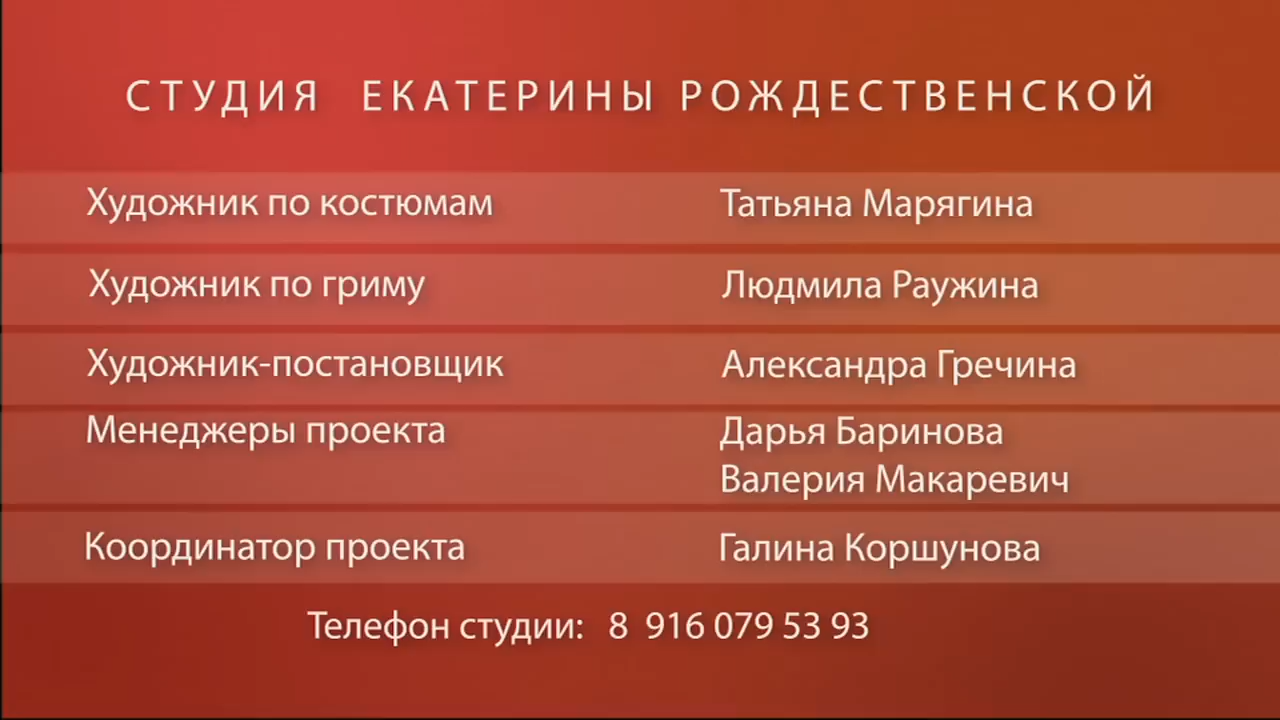 СТУДИЯ ЕКАТЕРИНЫ РОЖДЕСТВЕНСКОЙ
Художник по костюмам Татьяна Марягина
Художник по гриму Людмила Раужина
Художник-постановщик Александра Гречина
Менеджеры проекта Дарья Баринова
Валерия Макаревич
Координатор проекта Галина Коршунова
Телефон студии: 8 916 079 53 93